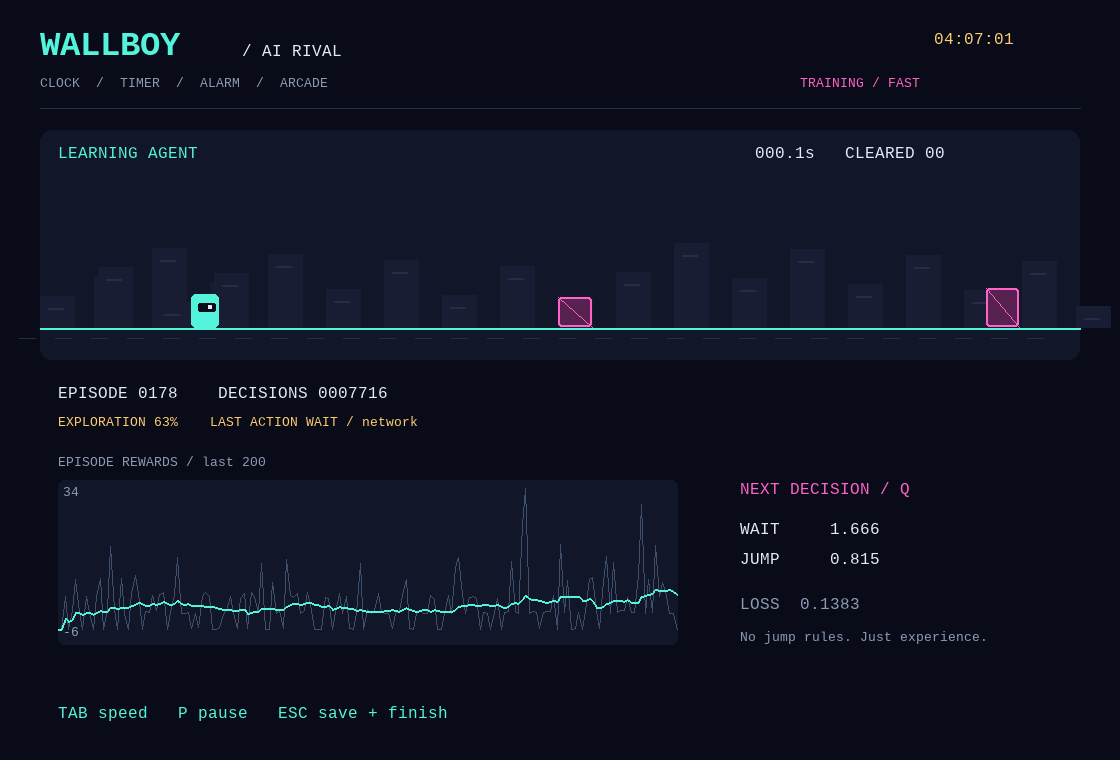 WALLBOY / AI RIVAL 04:07:01
CLOCK / TIMER / ALARM / ARCADE TRAINING / FAST
LEARNING AGENT 000.1s CLEARED 00
EPISODE 0178 DECISIONS 0007716
EXPLORATION 63% LAST ACTION WAIT / network
EPISODE REWARDS / last 200
34
-6
NEXT DECISION / Q
WAIT 1.666
JUMP 0.815
LOSS 0.1383
No jump rules. Just experience.
TAB speed P pause ESC save + finish